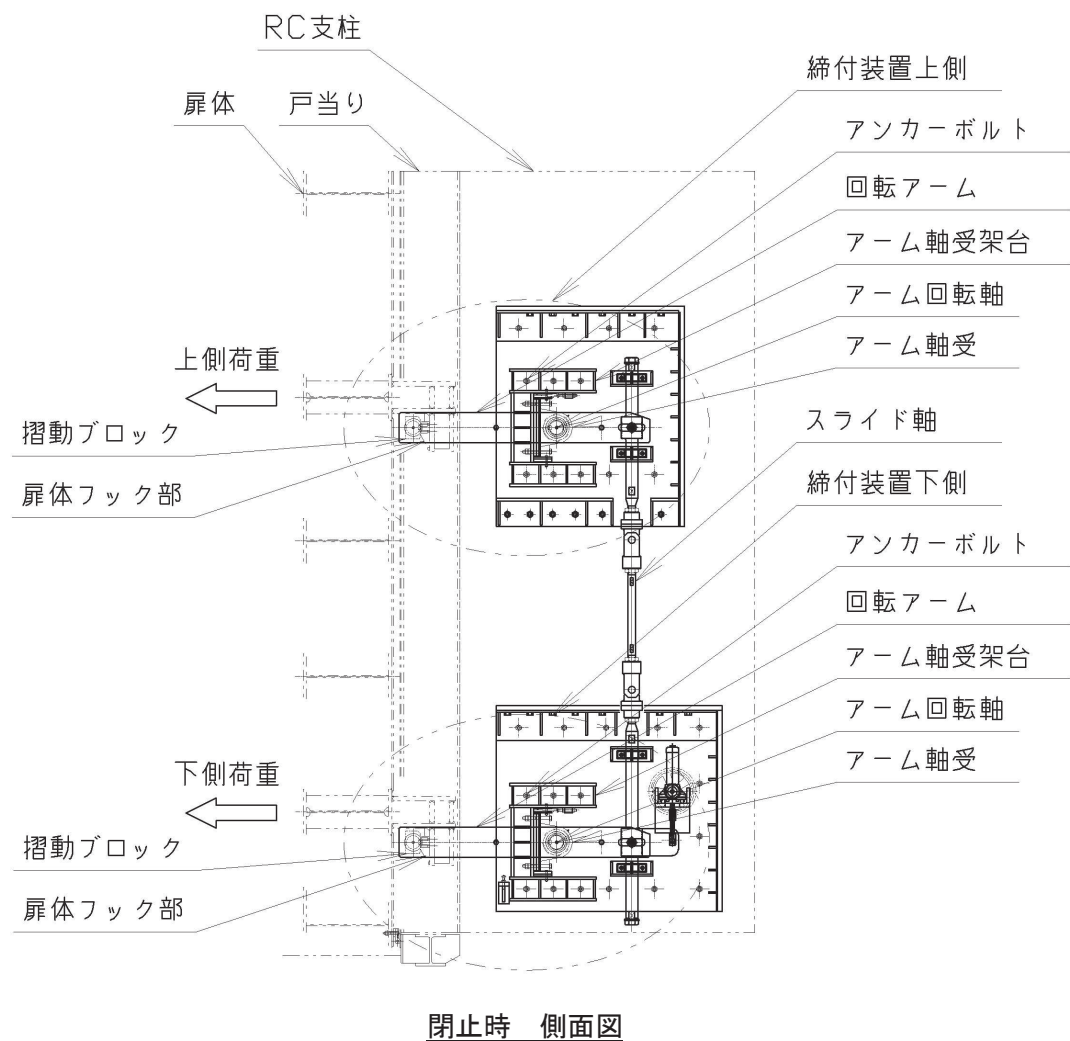 RC支柱
扉体
戸当り
締付装置上側
アンカーボルト
回転アーム
アーム軸受架台
アーム回転軸
アーム軸受
上側荷重
摺動ブロック
扉体フック部
スライド軸
締付装置下側
アンカーボルト
回転アーム
アーム軸受架台
アーム回転軸
アーム軸受
下側荷重
摺動ブロック
扉体フック部
閉止時　側面図